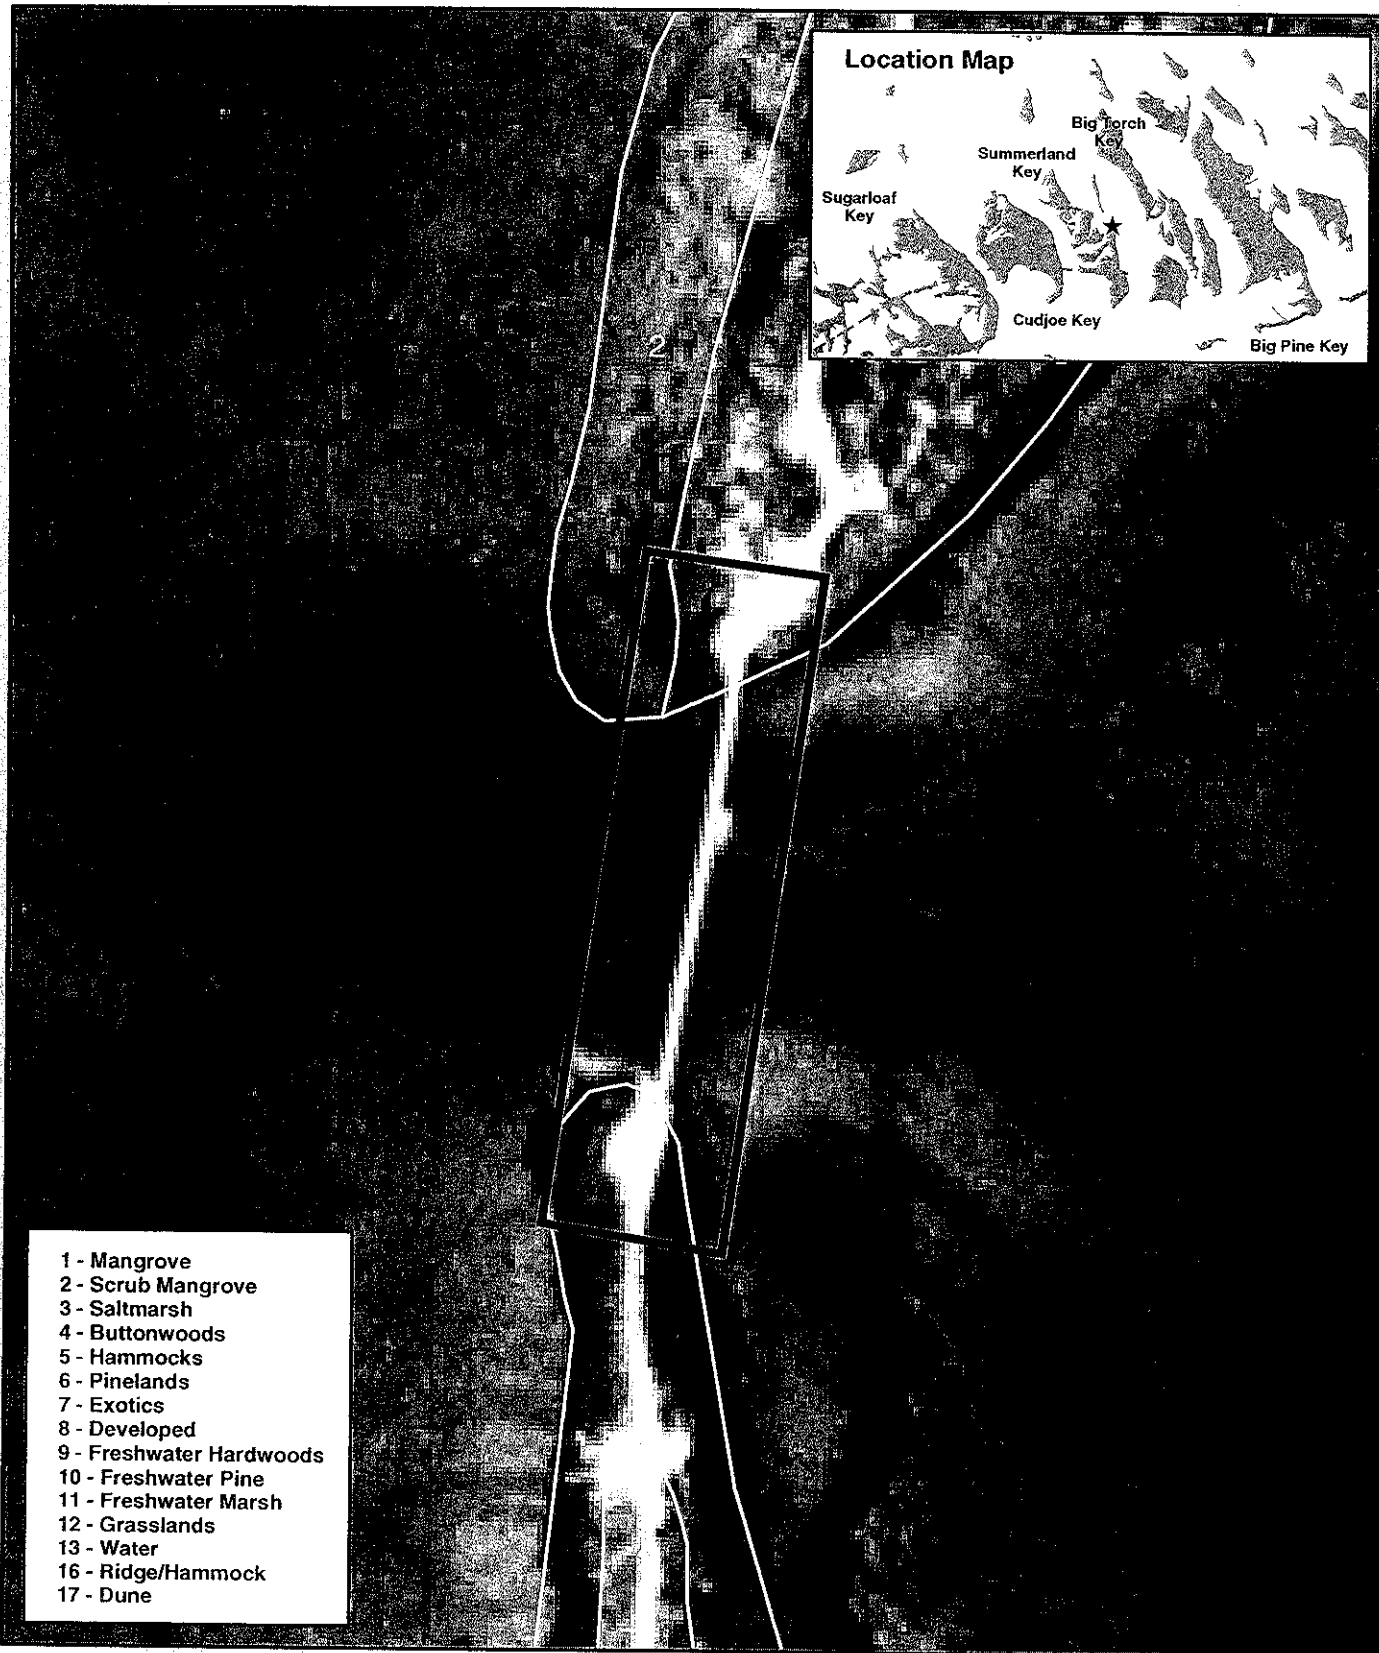 Location Map
Big Torch
Key
Summerland
Key
Sugarloaf
Key
Cudjoe Key
Big Pine Key
2
1 - Mangrove
2 - Scrub Mangrove
3 - Saltmarsh
4 - Buttonwoods
5 - Hammocks
6 - Pinelands
7 - Exotics
8 - Developed
9 - Freshwater Hardwoods
10 - Freshwater Pine
11 - Freshwater Marsh
12 - Grasslands
13 - Water
16 - Ridge/Hammock
17 - Dune